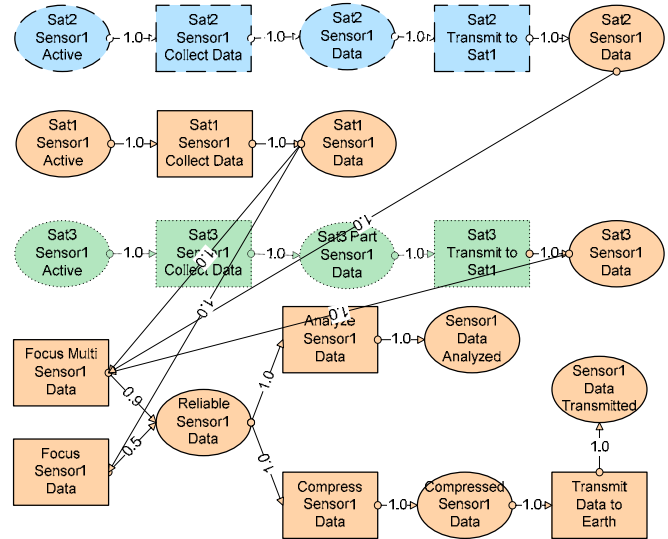 Sat2
Sensor1
Active
1.0
Sat2
Sensor1
Collect Data
1.0
Sat2
Sensor1
Data
1.0
Sat2
Transmit to
Sat1
1.0
Sat2
Sensor1
Data
Sat1
Sensor1
Active
1.0
Sat1
Sensor1
Collect Data
1.0
Sat1
Sensor1
Data
1.0
Sat3
Sensor1
Active
1.0
Sat3
Sensor1
Collect Data
1.0
1.0
Sat3 Part
Sensor1
Data
1.0
Sat3
Transmit to
Sat1
1.0
Sat3
Sensor1
Data
1.0
1.0
Focus Multi
Sensor1
Data
0.9
Focus
Sensor1
Data
0.5
Reliable
Sensor1
Data
1.0
1.0
Analyze
Sensor1
Data
1.0
Sensor1
Data
Analyzed
Compress
Sensor1
Data
1.0
Compressed
Sensor1
Data
1.0
Transmit
Data to
Earth
1.0
Sensor1
Data
Transmitted